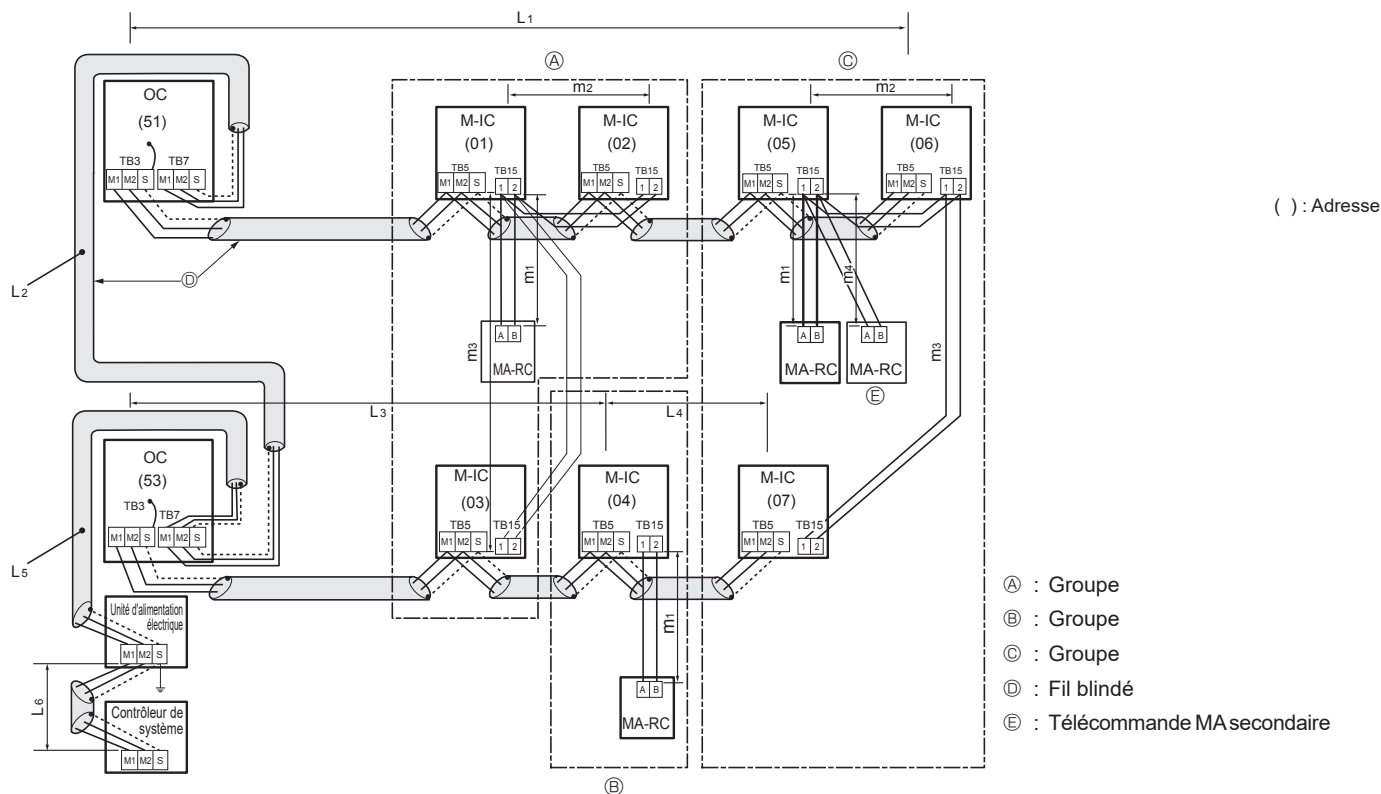 L1
Ⓐ
Ⓒ
m2
m2
OC
(51)
TB3 TB7
M1 M2 S M1 M2 S
M-IC
(01)
TB5 TB15
M1 M2 S 1 2
M-IC
(02)
TB5 TB15
M1 M2 S 1 2
M-IC
(05)
TB5 TB15
M1 M2 S 1 2
M-IC
(06)
TB5 TB15
M1 M2 S 1 2
( ) : Adresse
L2
Ⓓ
m1
m3
A B
MA-RC
m1
m4
A B
MA-RC
A B
MA-RC
Ⓔ
m3
L3
L4
OC
(53)
TB3 TB7
M1 M2 S M1 M2 S
M-IC
(03)
TB5 TB15
M1 M2 S 1 2
M-IC
(04)
TB5 TB15
M1 M2 S 1 2
M-IC
(07)
TB5 TB15
M1 M2 S 1 2
L5
Unité d'alimentation
électrique
M1 M2 S
L6
Contrôleur de
système
M1 M2 S
m1
A B
MA-RC
Ⓑ
Ⓐ : Groupe
Ⓑ : Groupe
Ⓒ : Groupe
Ⓓ : Fil blindé
Ⓔ : Télécommande MA secondaire